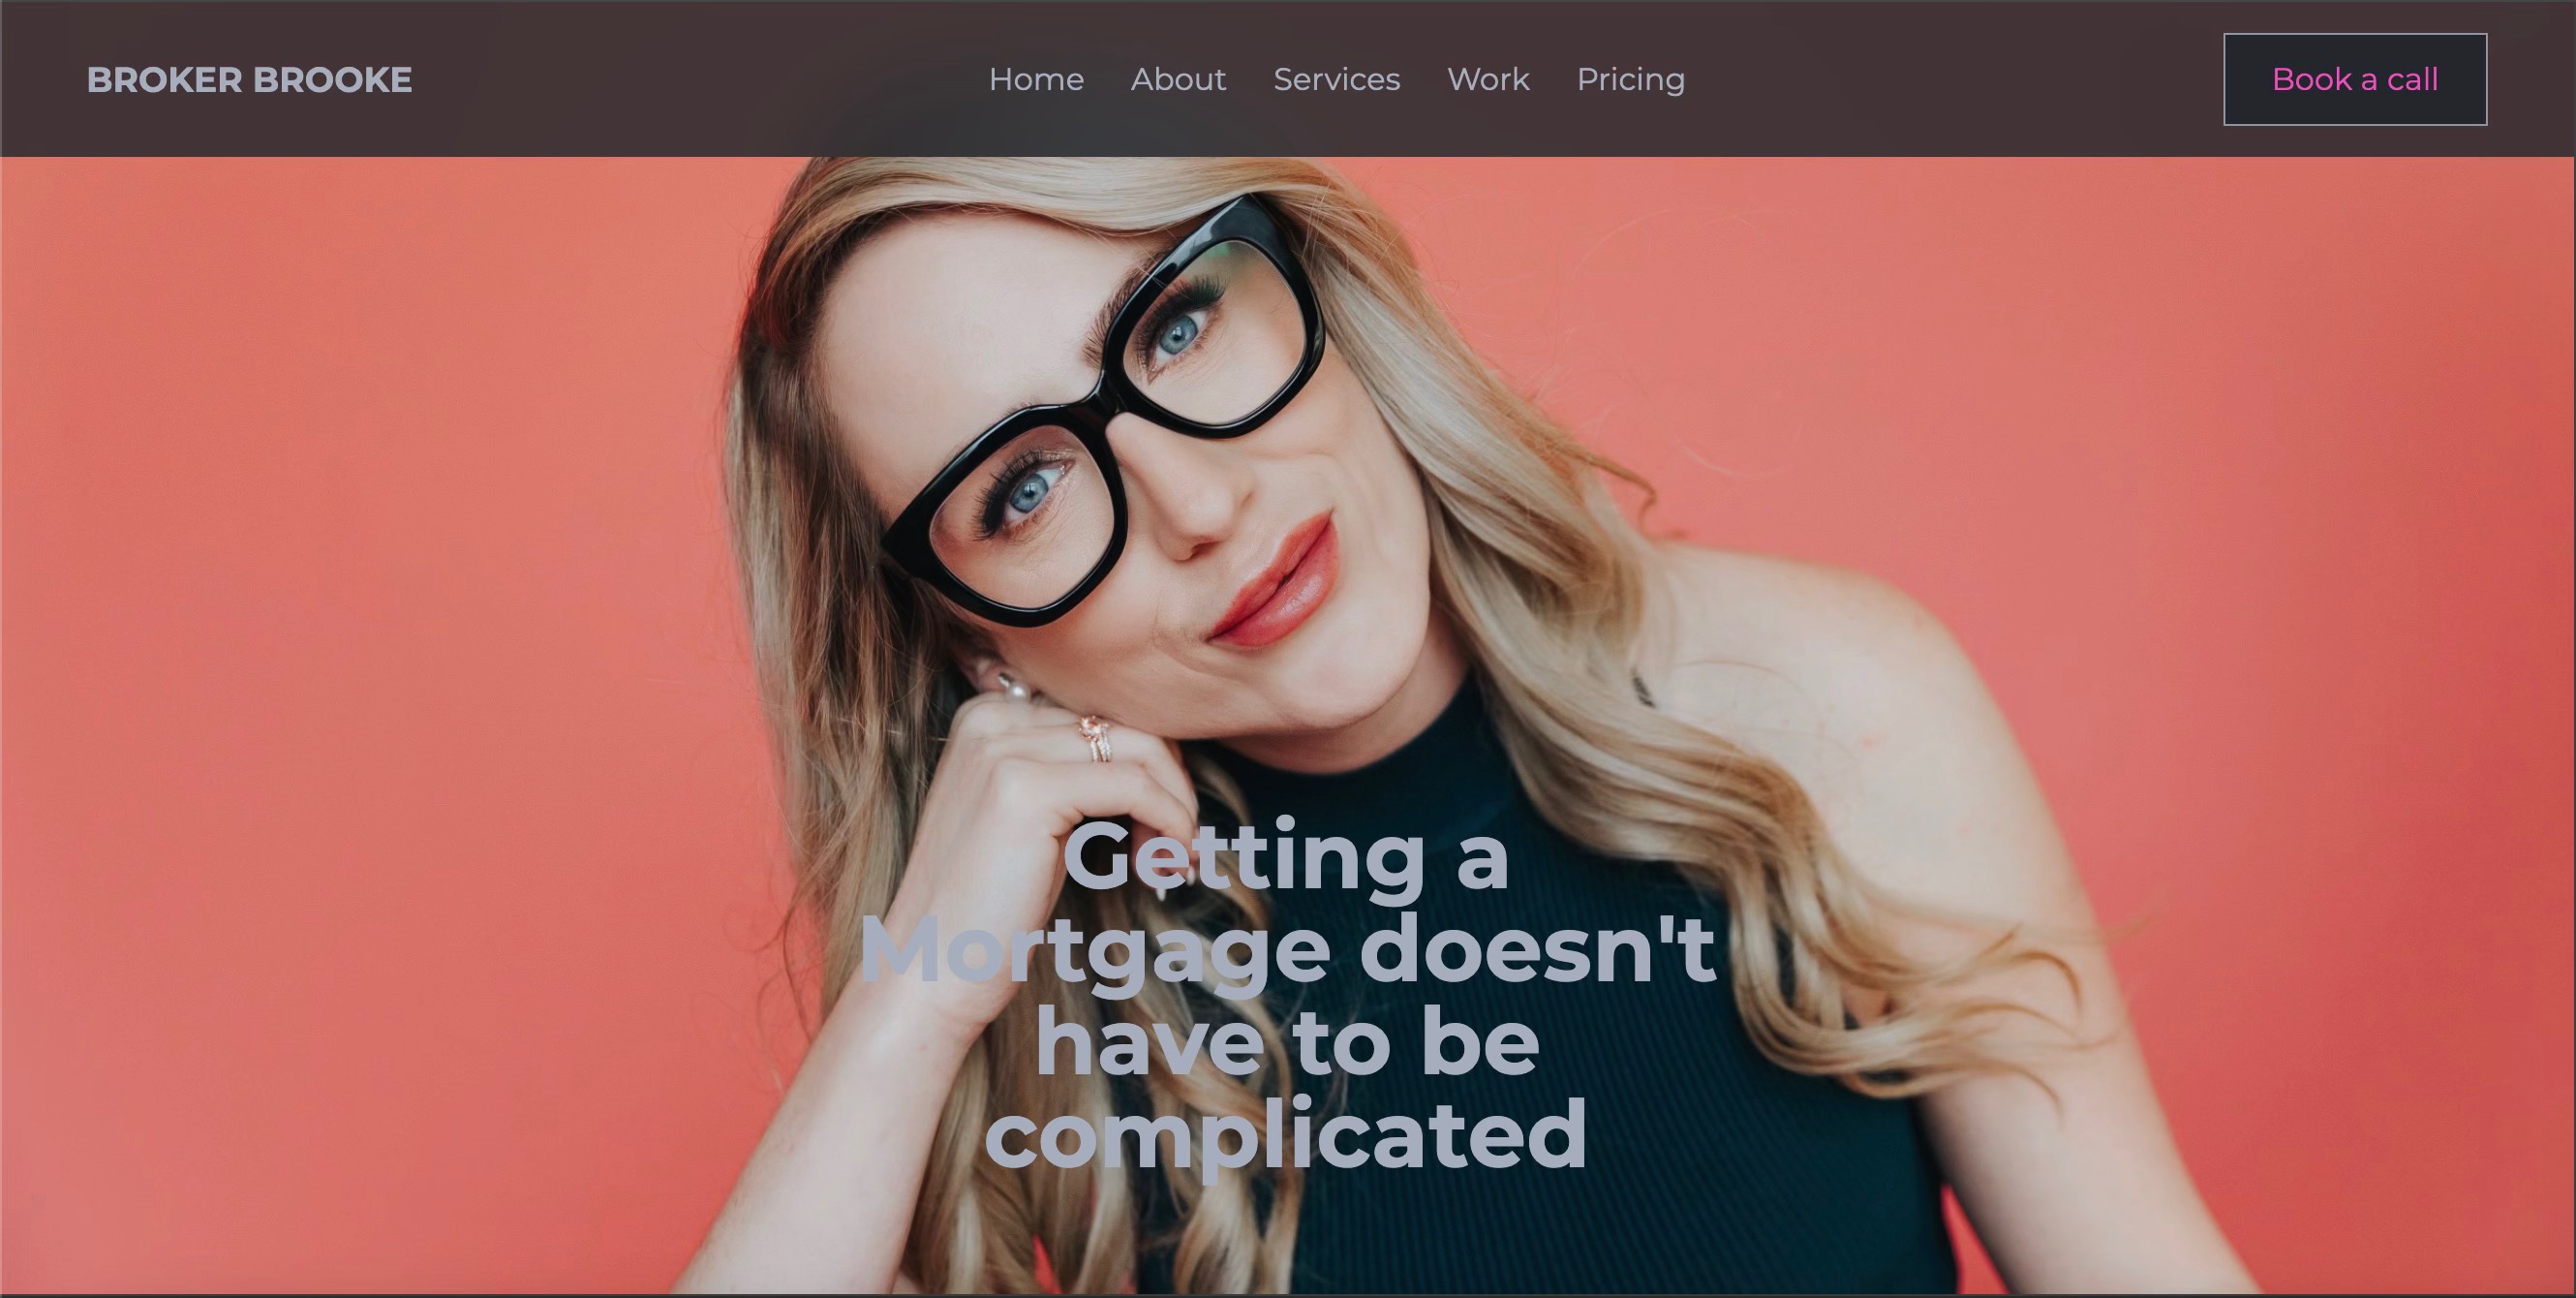 BROKER BROOKE
Home About Services Work Pricing
Book a call
Getting a
Mortgage doesn't
have to be
complicated